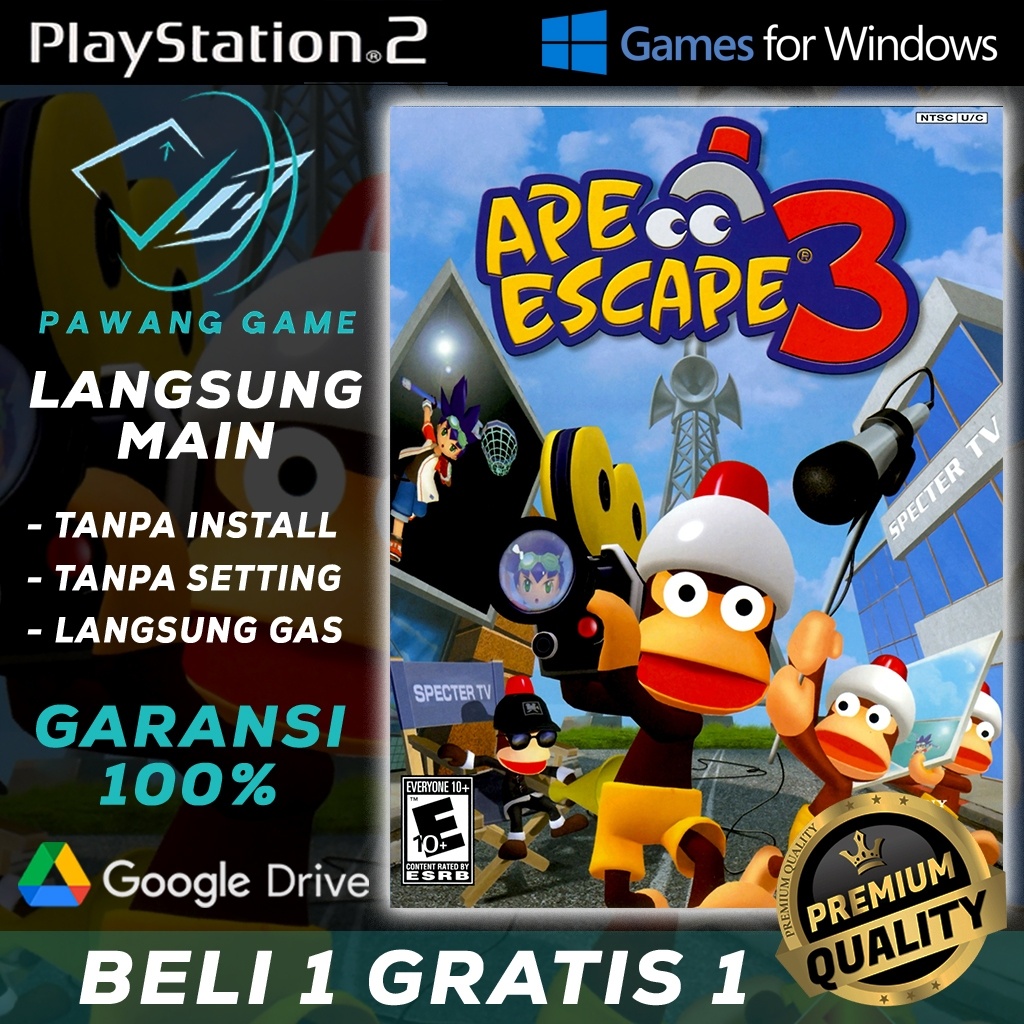 PlayStation®2
Games for Windows
NTSC U/C
APE
ESCAPE®3
PAWANG GAME
LANGSUNG
MAIN
- TANPA INSTALL
- TANPA SETTING
- LANGSUNG GAS
GARANSI
100%
SPECTER TV
SPECTER TV
EVERYONE 10+
E
10+
CONTENT RATED BY
ESRB
Google Drive
PREMIUM QUALITY
PREMIUM
QUALITY
BELI 1 GRATIS 1